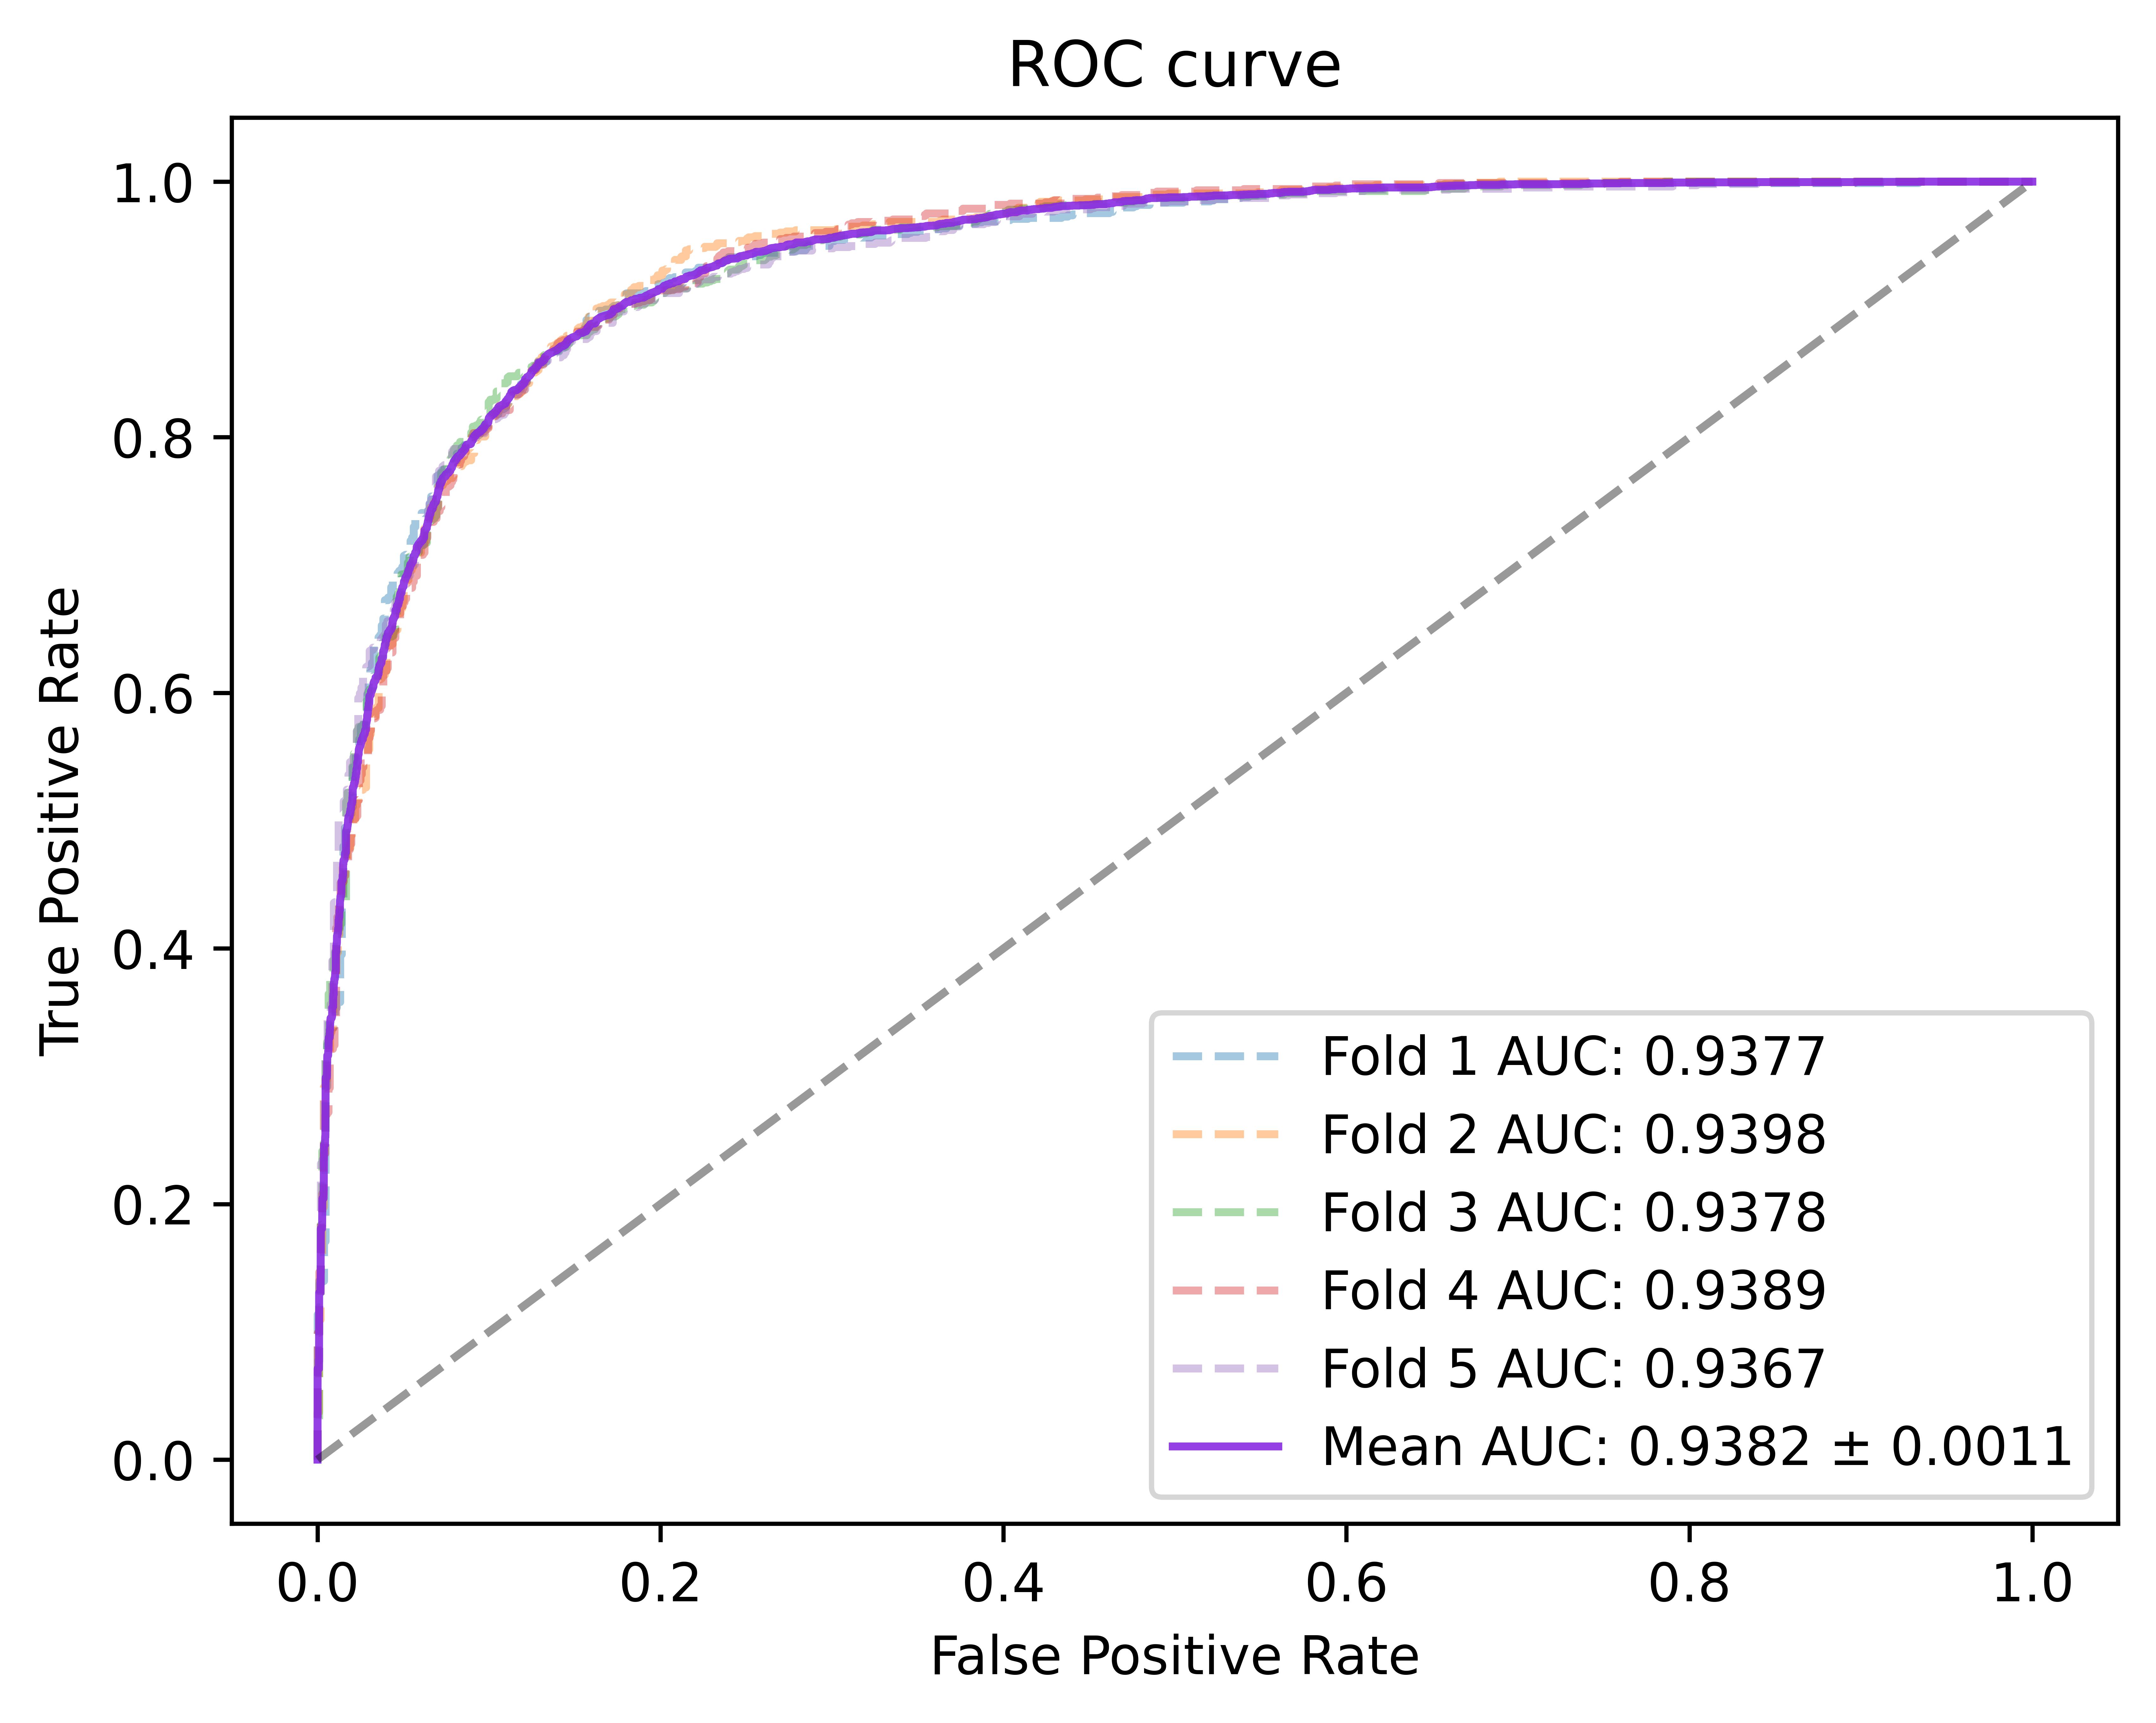 ROC curve
True Positive Rate
1.0
0.8
0.6
0.4
0.2
0.0
Fold 1 AUC: 0.9377
Fold 2 AUC: 0.9398
Fold 3 AUC: 0.9378
Fold 4 AUC: 0.9389
Fold 5 AUC: 0.9367
Mean AUC: 0.9382 ± 0.0011
0.0 0.2 0.4 0.6 0.8 1.0
False Positive Rate